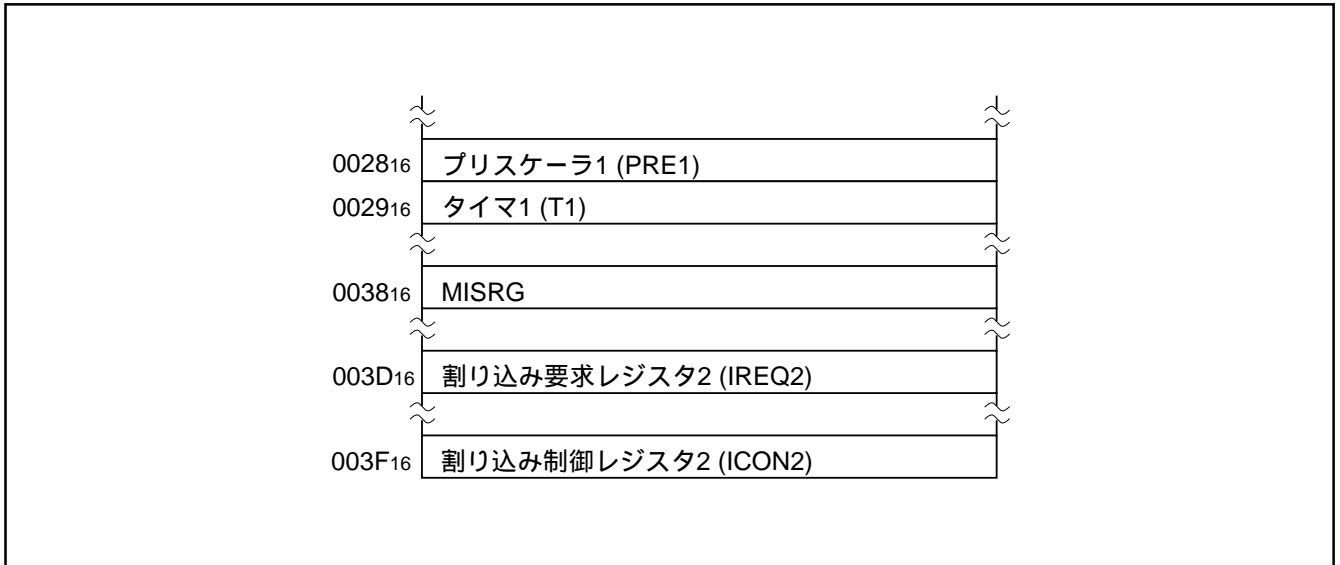 002816 プリスケーラ1 (PRE1)
002916 タイマ1 (T1)
003816 MISRG
003D16 割り込み要求レジスタ2 (IREQ2)
003F16 割り込み制御レジスタ2 (ICON2)